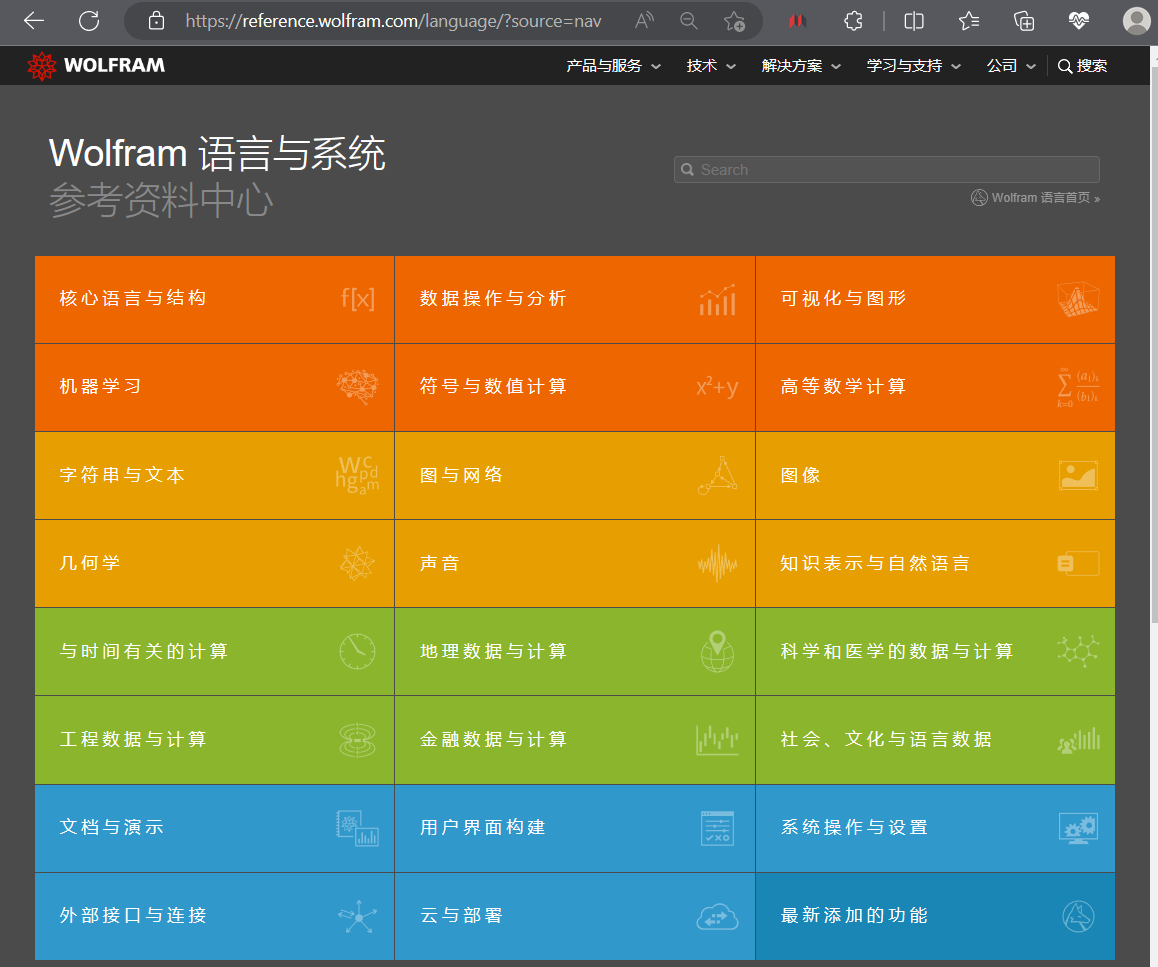 https://reference.wolfram.com/language/?source=nav
WOLFRAM
产品与服务 技术 解决方案 学习与支持 公司 搜索
Wolfram 语言与系统
参考资料中心
Search
Wolfram 语言首页 »
核心语言与结构 f[x]
数据操作与分析
可视化与图形
机器学习
符号与数值计算 x²+y
高等数学计算
字符串与文本
图与网络
图像
几何学
声音
知识表示与自然语言
与时间有关的计算
地理数据与计算
科学和医学的数据与计算
工程数据与计算
金融数据与计算
社会、文化与语言数据
文档与演示
用户界面构建
系统操作与设置
外部接口与连接
云与部署
最新添加的功能